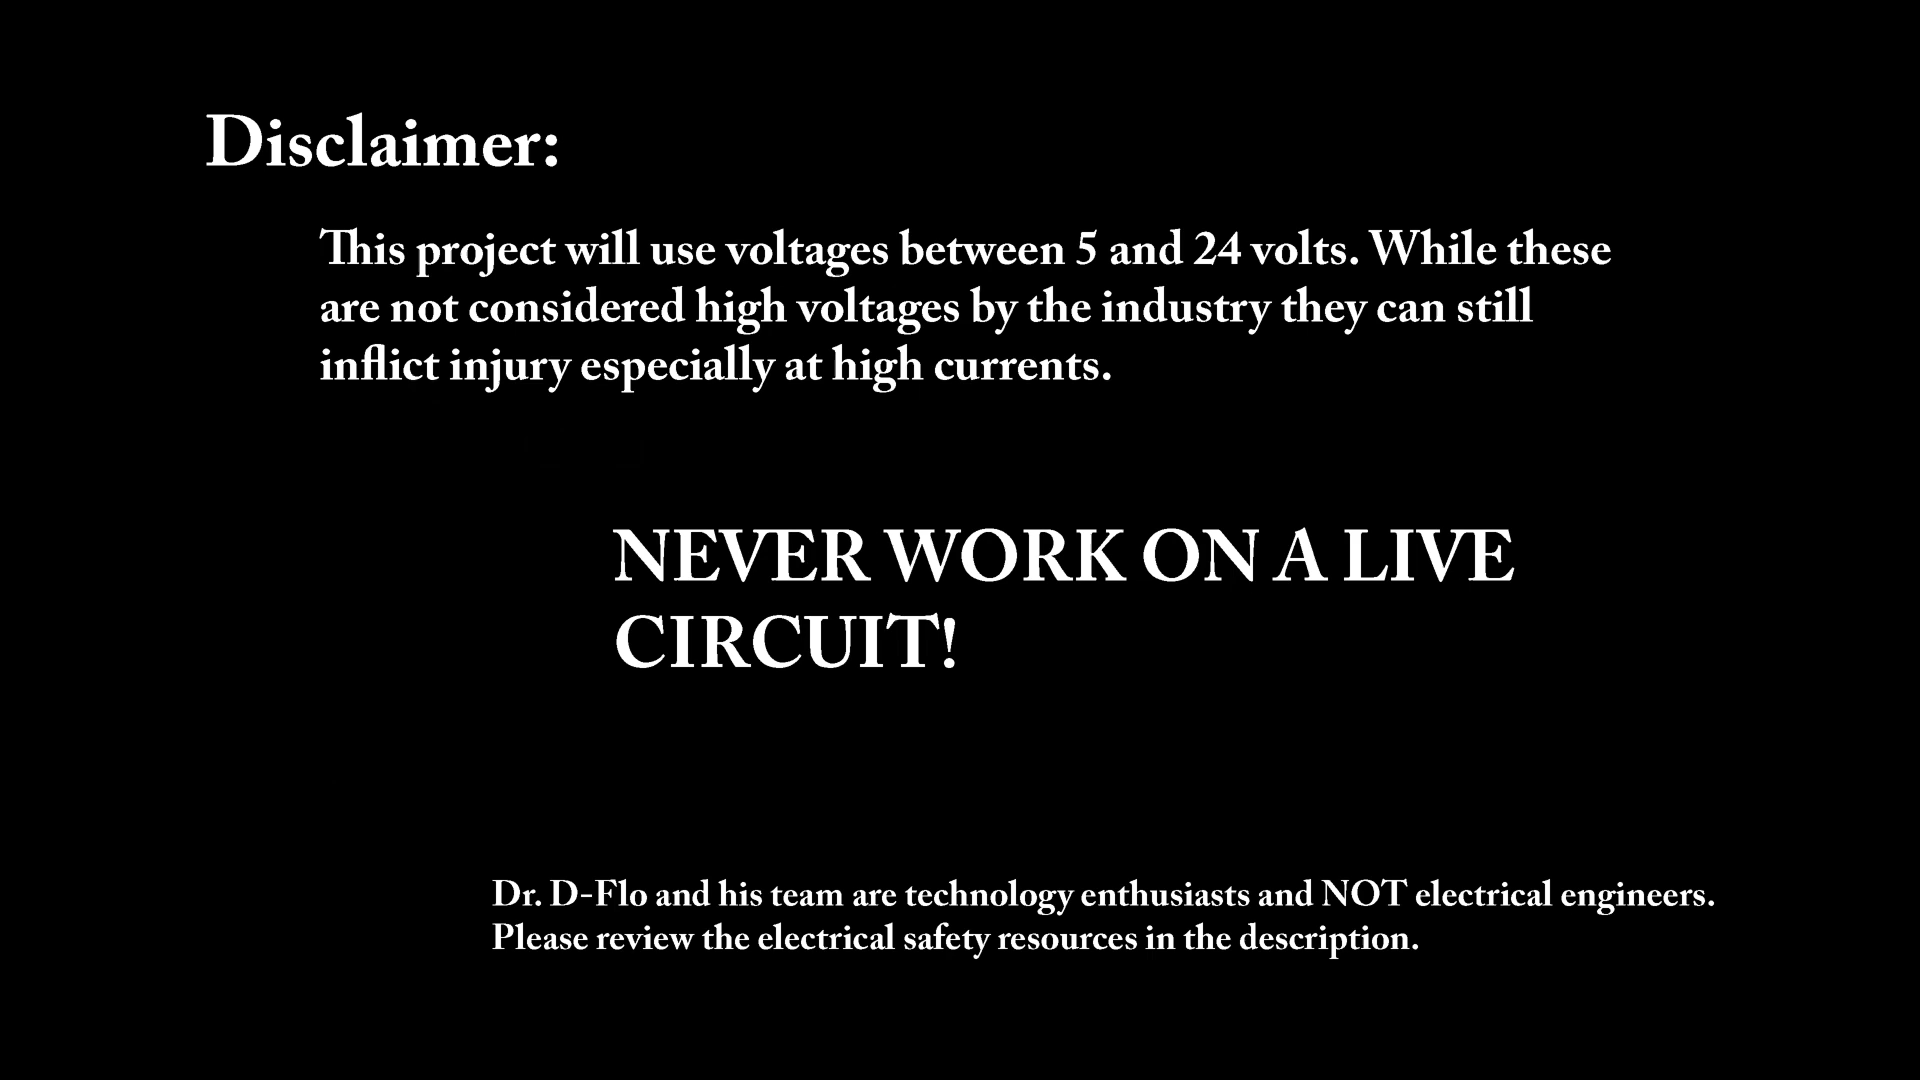 Disclaimer:
This project will use voltages between 5 and 24 volts. While these
are not considered high voltages by the industry they can still
inflict injury especially at high currents.
NEVER WORK ON A LIVE
CIRCUIT!
Dr. D-Flo and his team are technology enthusiasts and NOT electrical engineers.
Please review the electrical safety resources in the description.